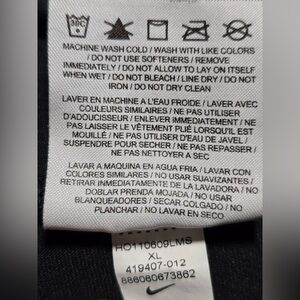 30C
MACHINE WASH COLD / WASH WITH LIKE COLORS
/ DO NOT USE SOFTENERS / REMOVE
IMMEDIATELY / DO NOT ALLOW TO LAY ON ITSELF
WHEN WET / DO NOT BLEACH / LINE DRY / DO NOT
IRON / DO NOT DRY CLEAN
LAVER EN MACHINE A L'EAU FROIDE / LAVER AVEC
COULEURS SIMILAIRES / NE PAS UTILISER
D'ADOUCISSEUR / ENLEVER IMMÉDIATEMENT / NE
PAS LAISSER LE VÊTEMENT PLIÉ LORSQU'IL EST
MOUILLÉ / NE PAS UTILISER D'EAU DE JAVEL /
SUSPENDRE POUR SECHER / NE PAS REPASSER /
NE PAS NETTOYER A SEC
LAVAR A MAQUINA EN AGUA FRIA / LAVAR CON
COLORES SIMILARES / NO USAR SUAVIZANTES /
RETIRAR INMEDIATAMENTE DE LA LAVADORA / NO
DOBLAR PRENDA MOJADA / NO USAR
BLANQUEADORES / SECAR COLGADO / NO
PLANCHAR / NO LAVAR EN SECO
HO110609LMS
XL
419407-012
886060673862